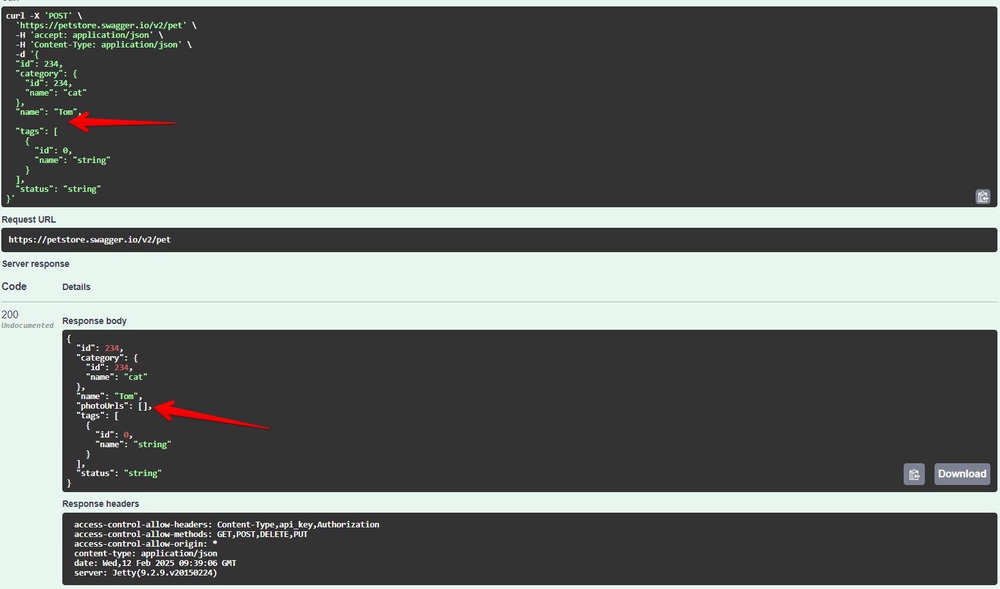 curl -X 'POST' \
  'https://petstore.swagger.io/v2/pet' \
  -H 'accept: application/json' \
  -H 'Content-Type: application/json' \
  -d '{
  "id": 234,
  "category": {
    "id": 234,
    "name": "cat"
  },
  "name": "Tom",
  "tags": [
    {
      "id": 0,
      "name": "string"
    }
  ],
  "status": "string"
}'
Request URL
https://petstore.swagger.io/v2/pet
Server response
Code Details
200
Undocumented
Response body
{
  "id": 234,
  "category": {
    "id": 234,
    "name": "cat"
  },
  "name": "Tom",
  "photoUrls": [],
  "tags": [
    {
      "id": 0,
      "name": "string"
    }
  ],
  "status": "string"
}
Download
Response headers
access-control-allow-headers: Content-Type,api_key,Authorization
access-control-allow-methods: GET,POST,DELETE,PUT
access-control-allow-origin: *
content-type: application/json
date: Wed,12 Feb 2025 09:39:06 GMT
server: Jetty(9.2.9.v20150224)